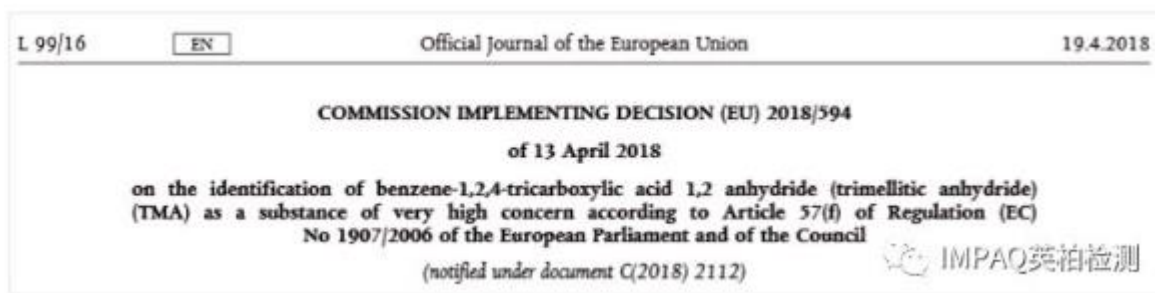 L 99/16 EN Official Journal of the European Union 19.4.2018
COMMISSION IMPLEMENTING DECISION (EU) 2018/594
of 13 April 2018
on the identification of benzene-1,2,4-tricarboxylic acid 1,2 anhydride (trimellitic anhydride)
(TMA) as a substance of very high concern according to Article 57(f) of Regulation (EC)
No 1907/2006 of the European Parliament and of the Council
(notified under document C(2018) 2112)
IMPAQ英柏检测